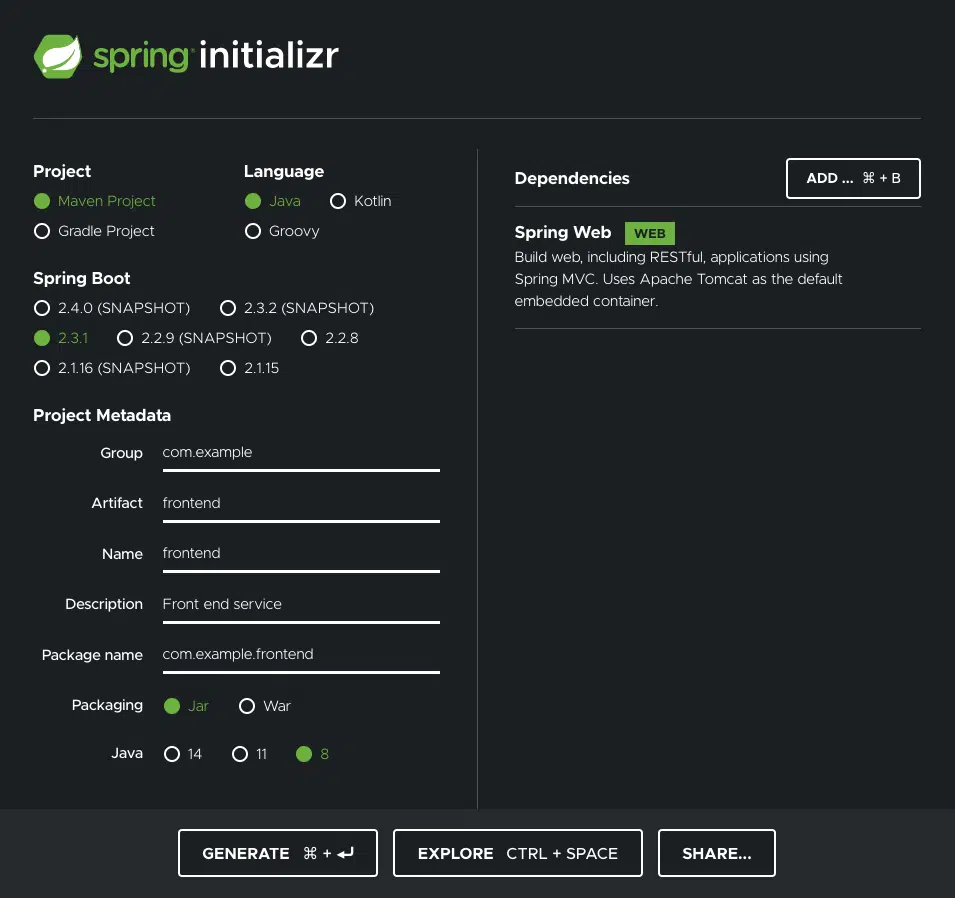 spring initializr
Project
Maven Project
Gradle Project
Language
Java Kotlin
Groovy
Spring Boot
2.4.0 (SNAPSHOT) 2.3.2 (SNAPSHOT)
2.3.1 2.2.9 (SNAPSHOT) 2.2.8
2.1.16 (SNAPSHOT) 2.1.15
Project Metadata
Group com.example
Artifact frontend
Name frontend
Description Front end service
Package name com.example.frontend
Packaging Jar War
Java 14 11 8
Dependencies
ADD ... ⌘ + B
Spring Web WEB
Build web, including RESTful, applications using
Spring MVC. Uses Apache Tomcat as the default
embedded container.
GENERATE ⌘ + ⏎
EXPLORE CTRL + SPACE
SHARE...